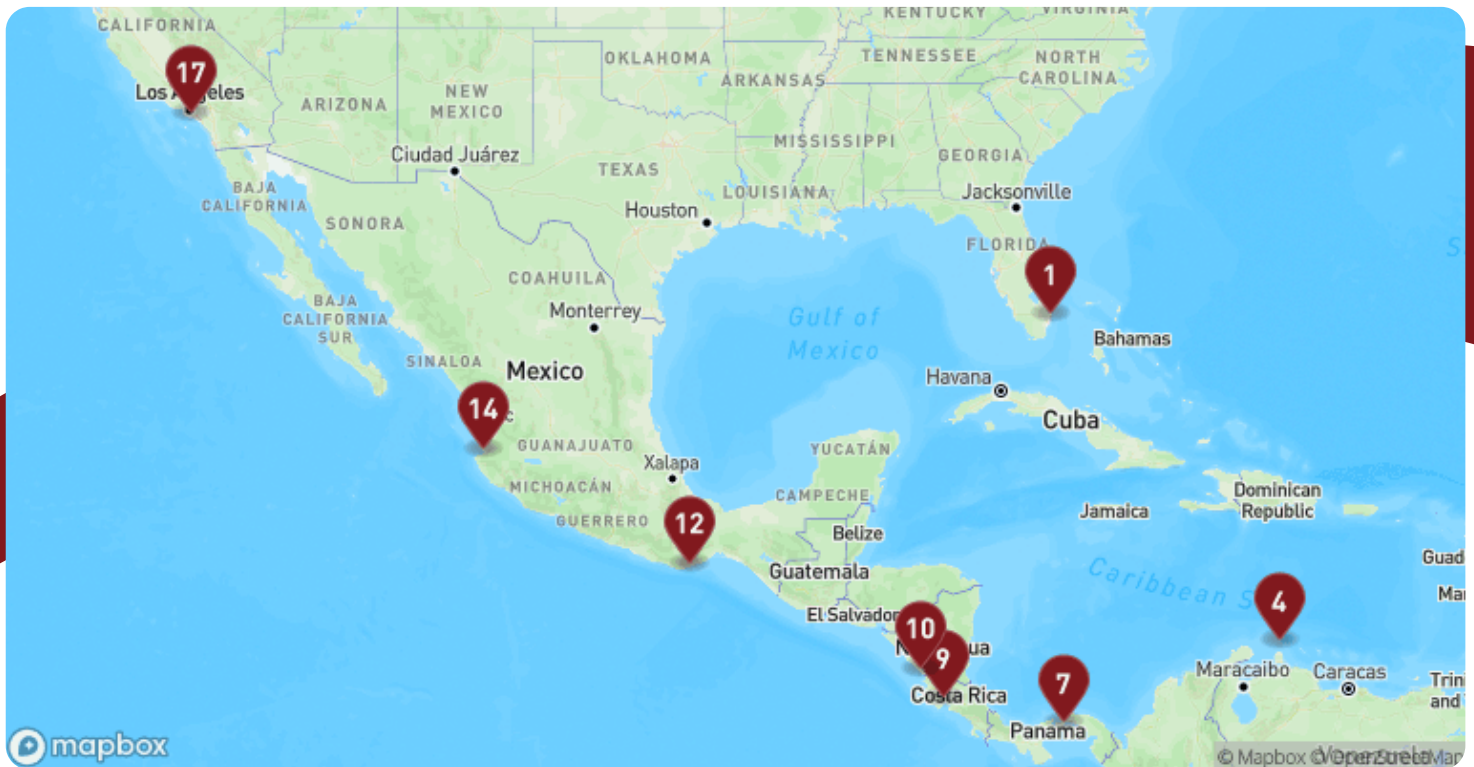 CALIFORNIA
KENTUCKY
VIRGINIA
OKLAHOMA
TENNESSEE
NORTH
CAROLINA
17
Los
ARKANSAS
ARIZONA
NEW
MEXICO
MISSISSIPPI
Ciudad Juárez
GEORGIA
TEXAS
BAJA
CALIFORNIA
LOUISIANA
Jacksonville
SONORA
Houston
FLORIDA
1
COAHUILA
BAJA
CALIFORNIA
SUR
Monterrey
Gulf of
Mexico
Bahamas
SINALOA
Mexico
Havana
14
Cuba
GUANAJUATO
YUCATÁN
Xalapa
MICHOACÁN
CAMPECHE
Dominican
Republic
Jamaica
GUERRERO
12
Belize
Guatemala
Caribbean S
4
El Salvador
10
9
Maracaibo
Caracas
7
Costa Rica
Panama
mapbox
© Mapbox © OpenStreetMap